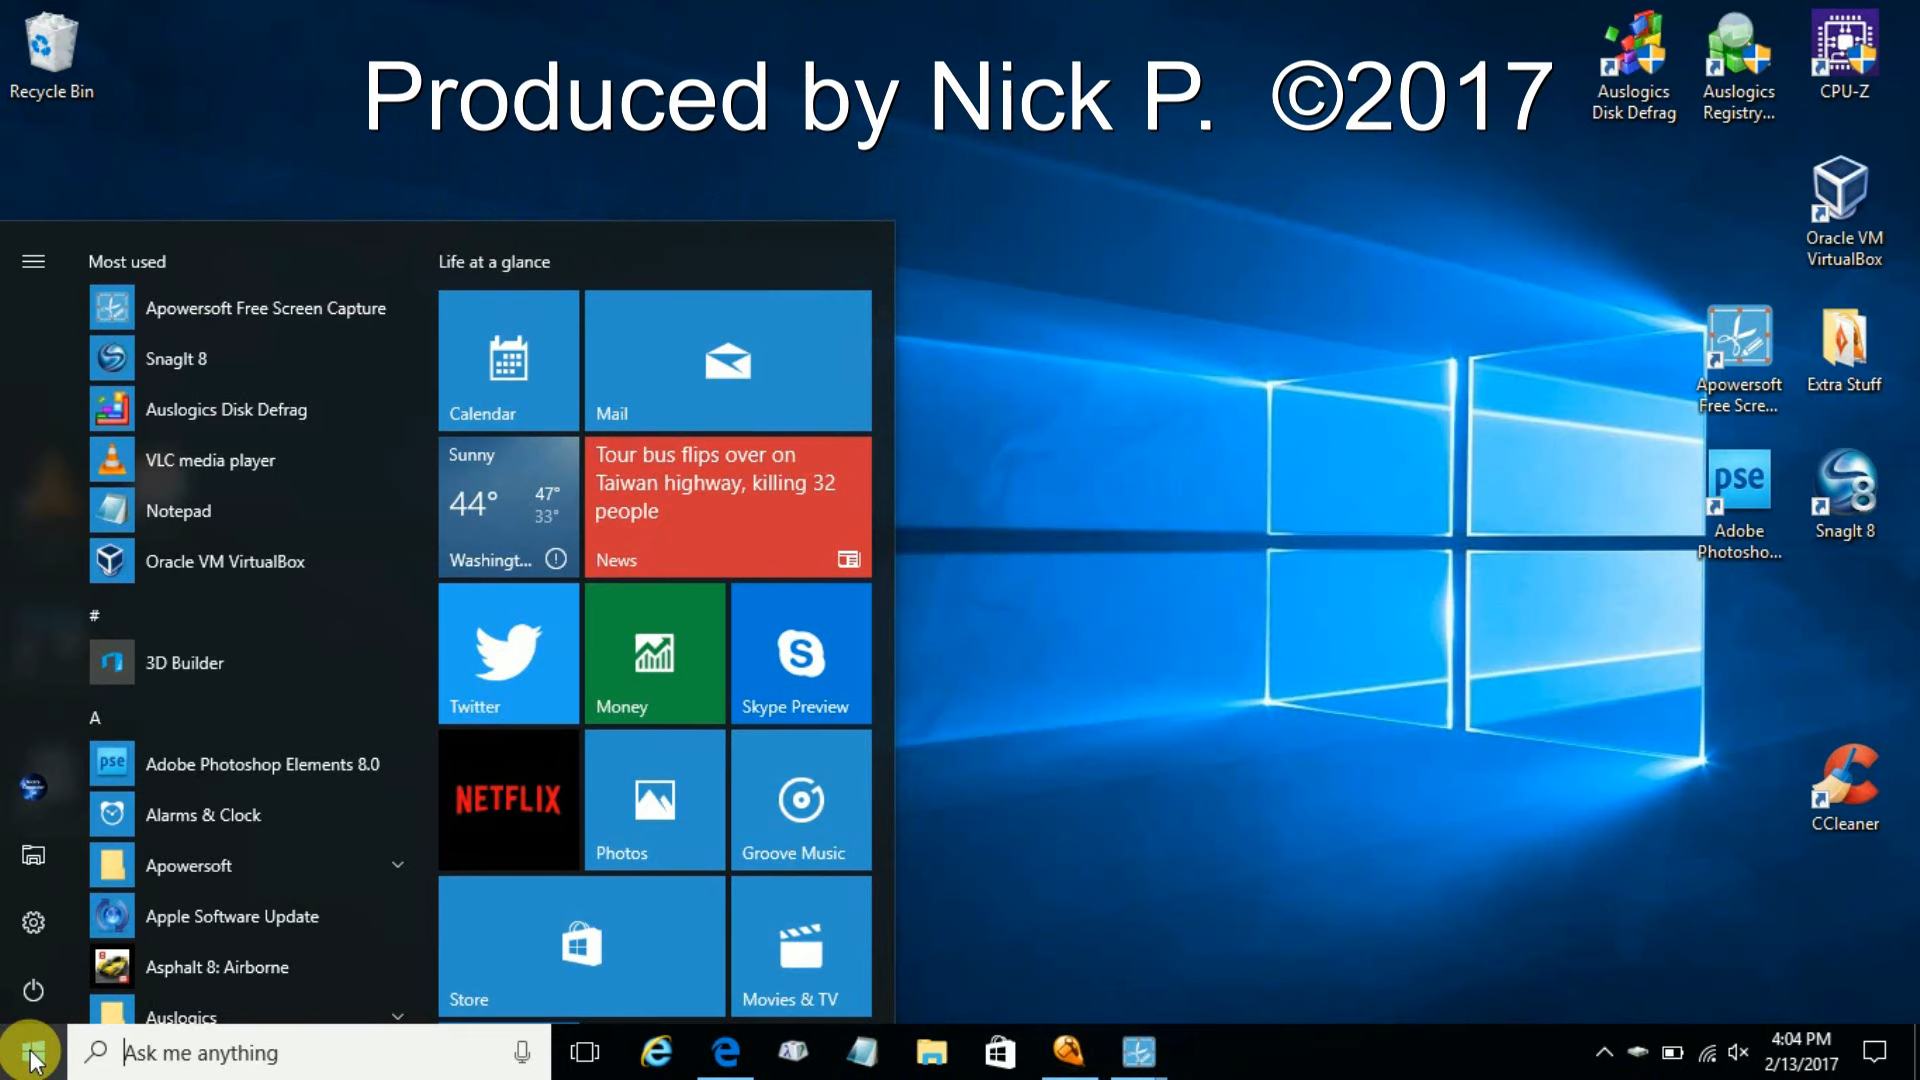 Recycle Bin
Produced by Nick P. ©2017
Auslogics
Disk Defrag
Auslogics
Registry...
CPU-Z
Oracle VM
VirtualBox
Apowersoft
Free Scre...
Extra Stuff
pse
Adobe
Photosho...
8
SnagIt 8
CCleaner
Most used
Apowersoft Free Screen Capture
SnagIt 8
Auslogics Disk Defrag
VLC media player
Notepad
Oracle VM VirtualBox
#
3D Builder
A
pse
Adobe Photoshop Elements 8.0
Alarms & Clock
Apowersoft
Apple Software Update
8
Asphalt 8: Airborne
Auslogics
Life at a glance
Calendar
Mail
Sunny
44°
47°
33°
Washingt...
Tour bus flips over on
Taiwan highway, killing 32
people
News
Twitter
Money
Skype Preview
NETFLIX
Photos
Groove Music
Store
Movies & TV
Ask me anything
4:04 PM
2/13/2017